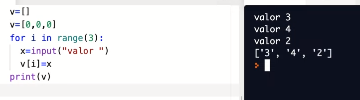 v=[]
v=[0,0,0]
for i in range(3):
  x=input("valor ")
  v[i]=x
print(v)
valor 3
valor 4
valor 2
['3', '4', '2']
>